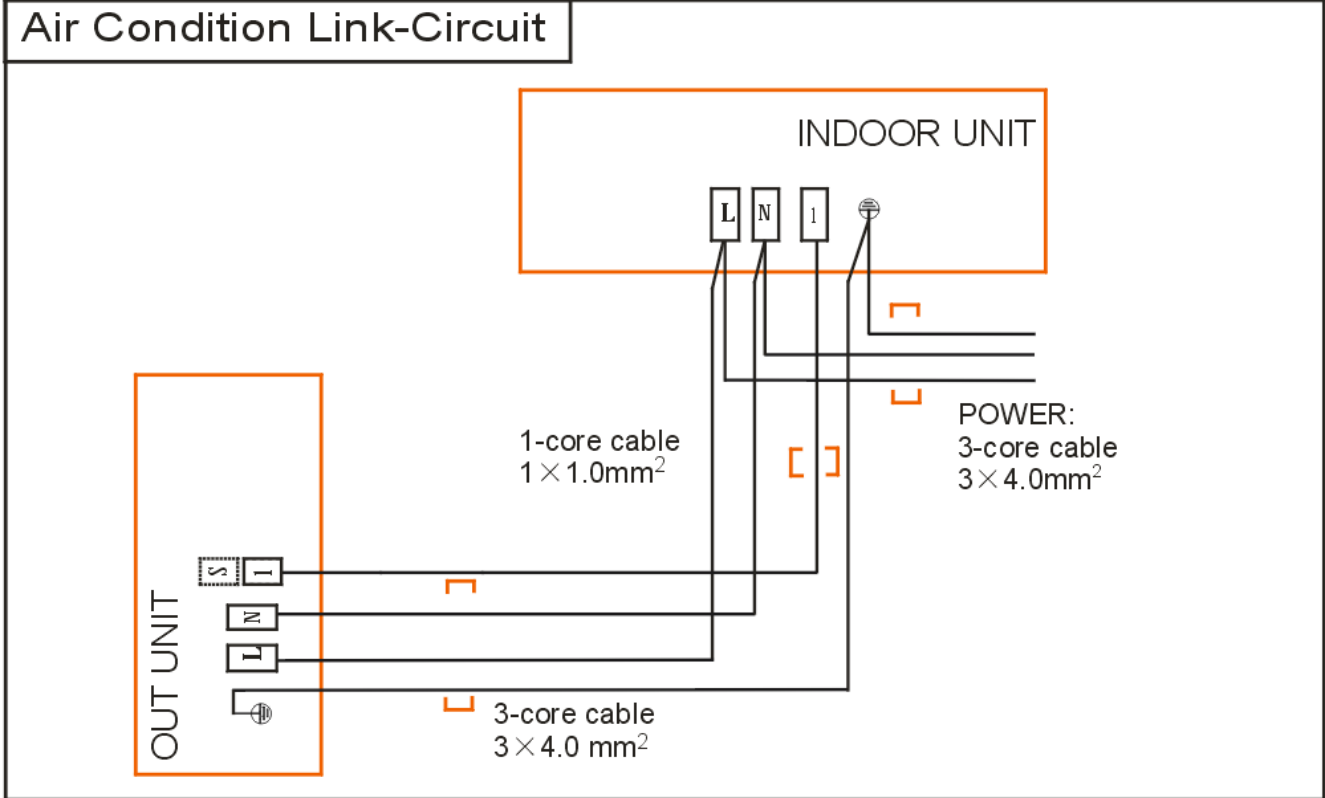 Air Condition Link-Circuit
INDOOR UNIT
L N 1
1-core cable
1×1.0mm²
POWER:
3-core cable
3×4.0mm²
OUT UNIT
S 1
N
L
3-core cable
3×4.0 mm²